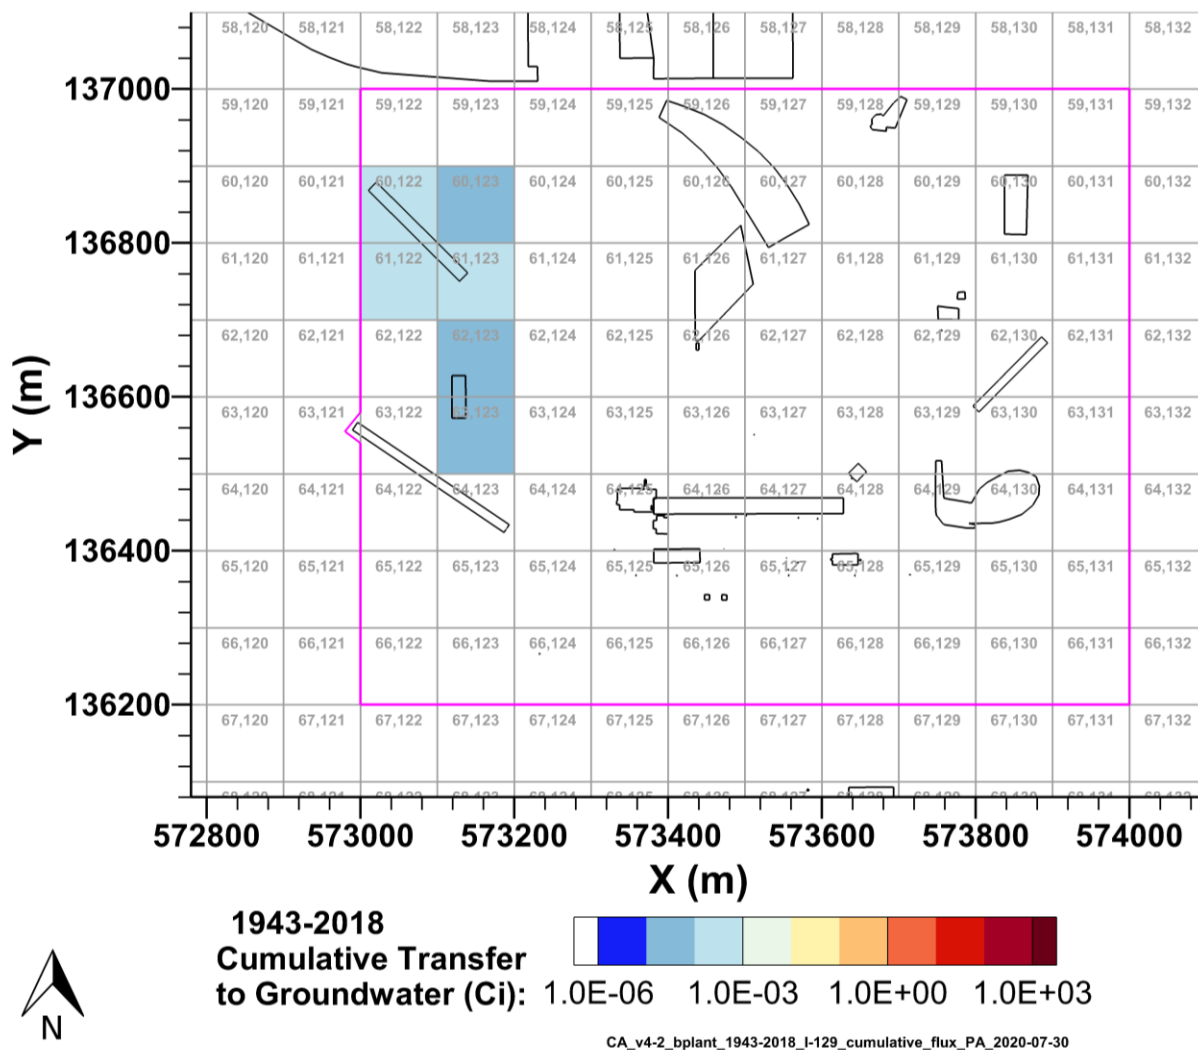 58,120 58,121 58,122 58,123 58,124 58,125 58,126 58,127 58,128 58,129 58,130 58,131 58,132
137000
59,120 59,121 59,122 59,123 59,124 59,125 59,126 59,127 59,128 59,129 59,130 59,131 59,132
60,120 60,121 60,122 60,123 60,124 60,125 60,126 60,127 60,128 60,129 60,130 60,131 60,132
136800
61,120 61,121 61,122 61,123 61,124 61,125 61,126 61,127 61,128 61,129 61,130 61,131 61,132
62,120 62,121 62,122 62,123 62,124 62,125 62,126 62,127 62,128 62,129 62,130 62,131 62,132
136600
63,120 63,121 63,122 63,123 63,124 63,125 63,126 63,127 63,128 63,129 63,130 63,131 63,132
Y (m)
64,120 64,121 64,122 64,123 64,124 64,125 64,126 64,127 64,128 64,129 64,130 64,131 64,132
136400
65,120 65,121 65,122 65,123 65,124 65,125 65,126 65,127 65,128 65,129 65,130 65,131 65,132
66,120 66,121 66,122 66,123 66,124 66,125 66,126 66,127 66,128 66,129 66,130 66,131 66,132
136200
67,120 67,121 67,122 67,123 67,124 67,125 67,126 67,127 67,128 67,129 67,130 67,131 67,132
572800 573000 573200 573400 573600 573800 574000
X (m)
1943-2018
Cumulative Transfer
to Groundwater (Ci):
1.0E-06 1.0E-03 1.0E+00 1.0E+03
N
CA_v4-2_bplant_1943-2018_I-129_cumulative_flux_PA_2020-07-30